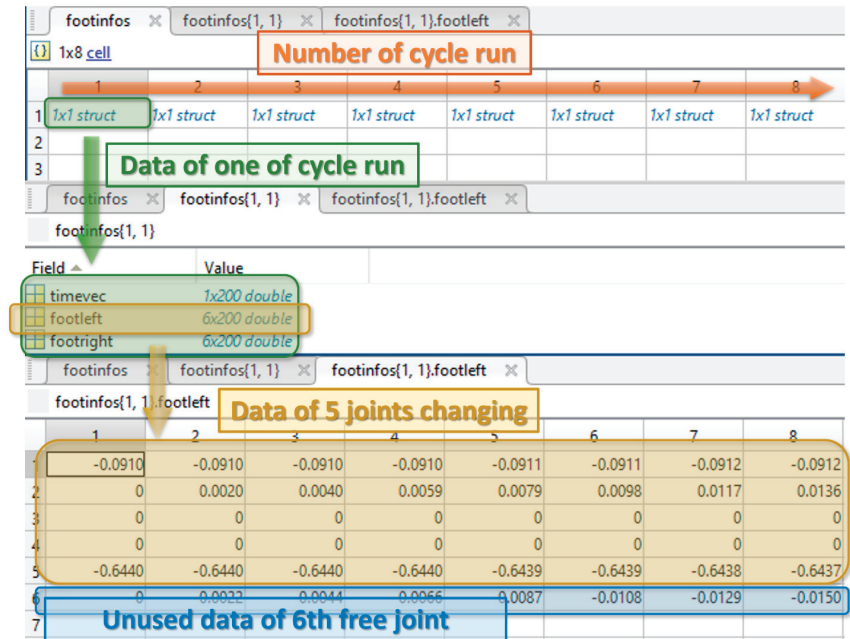 footinfos footinfos{1, 1} footinfos{1, 1}.footleft
{} 1x8 cell
Number of cycle run
1 2 3 4 5 6 7 8
1 1x1 struct 1x1 struct 1x1 struct 1x1 struct 1x1 struct 1x1 struct 1x1 struct 1x1 struct
2
3
Data of one of cycle run
footinfos footinfos{1, 1} footinfos{1, 1}.footleft
footinfos{1, 1}
Field Value
timevec 1x200 double
footleft 6x200 double
footright 6x200 double
footinfos footinfos{1, 1} footinfos{1, 1}.footleft
footinfos{1, 1}.footleft
Data of 5 joints changing
1 2 3 4 5 6 7 8
1 -0.0910 -0.0910 -0.0910 -0.0910 -0.0911 -0.0911 -0.0912 -0.0912
2 0 0.0020 0.0040 0.0059 0.0079 0.0098 0.0117 0.0136
3 0 0 0 0 0 0 0 0
4 0 0 0 0 0 0 0 0
5 -0.6440 -0.6440 -0.6440 -0.6440 -0.6439 -0.6439 -0.6438 -0.6437
6 0 0.0022 0.0044 0.0066 0.0087 -0.0108 -0.0129 -0.0150
Unused data of 6th free joint
7